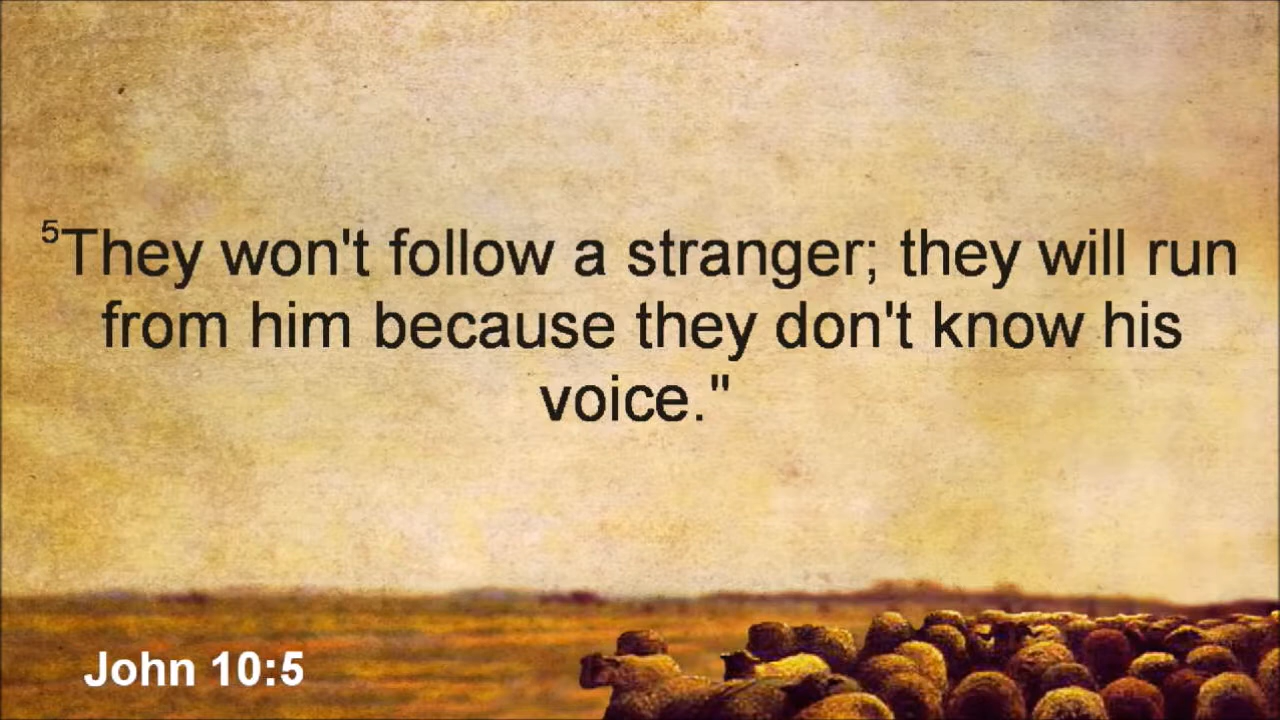 ⁵They won't follow a stranger; they will run
from him because they don't know his
voice."
John 10:5